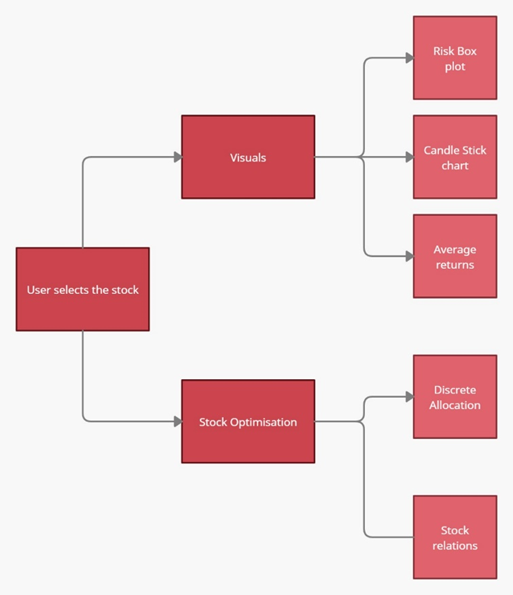 User selects the stock
Visuals
Risk Box
plot
Candle Stick
chart
Average
returns
Stock Optimisation
Discrete
Allocation
Stock
relations